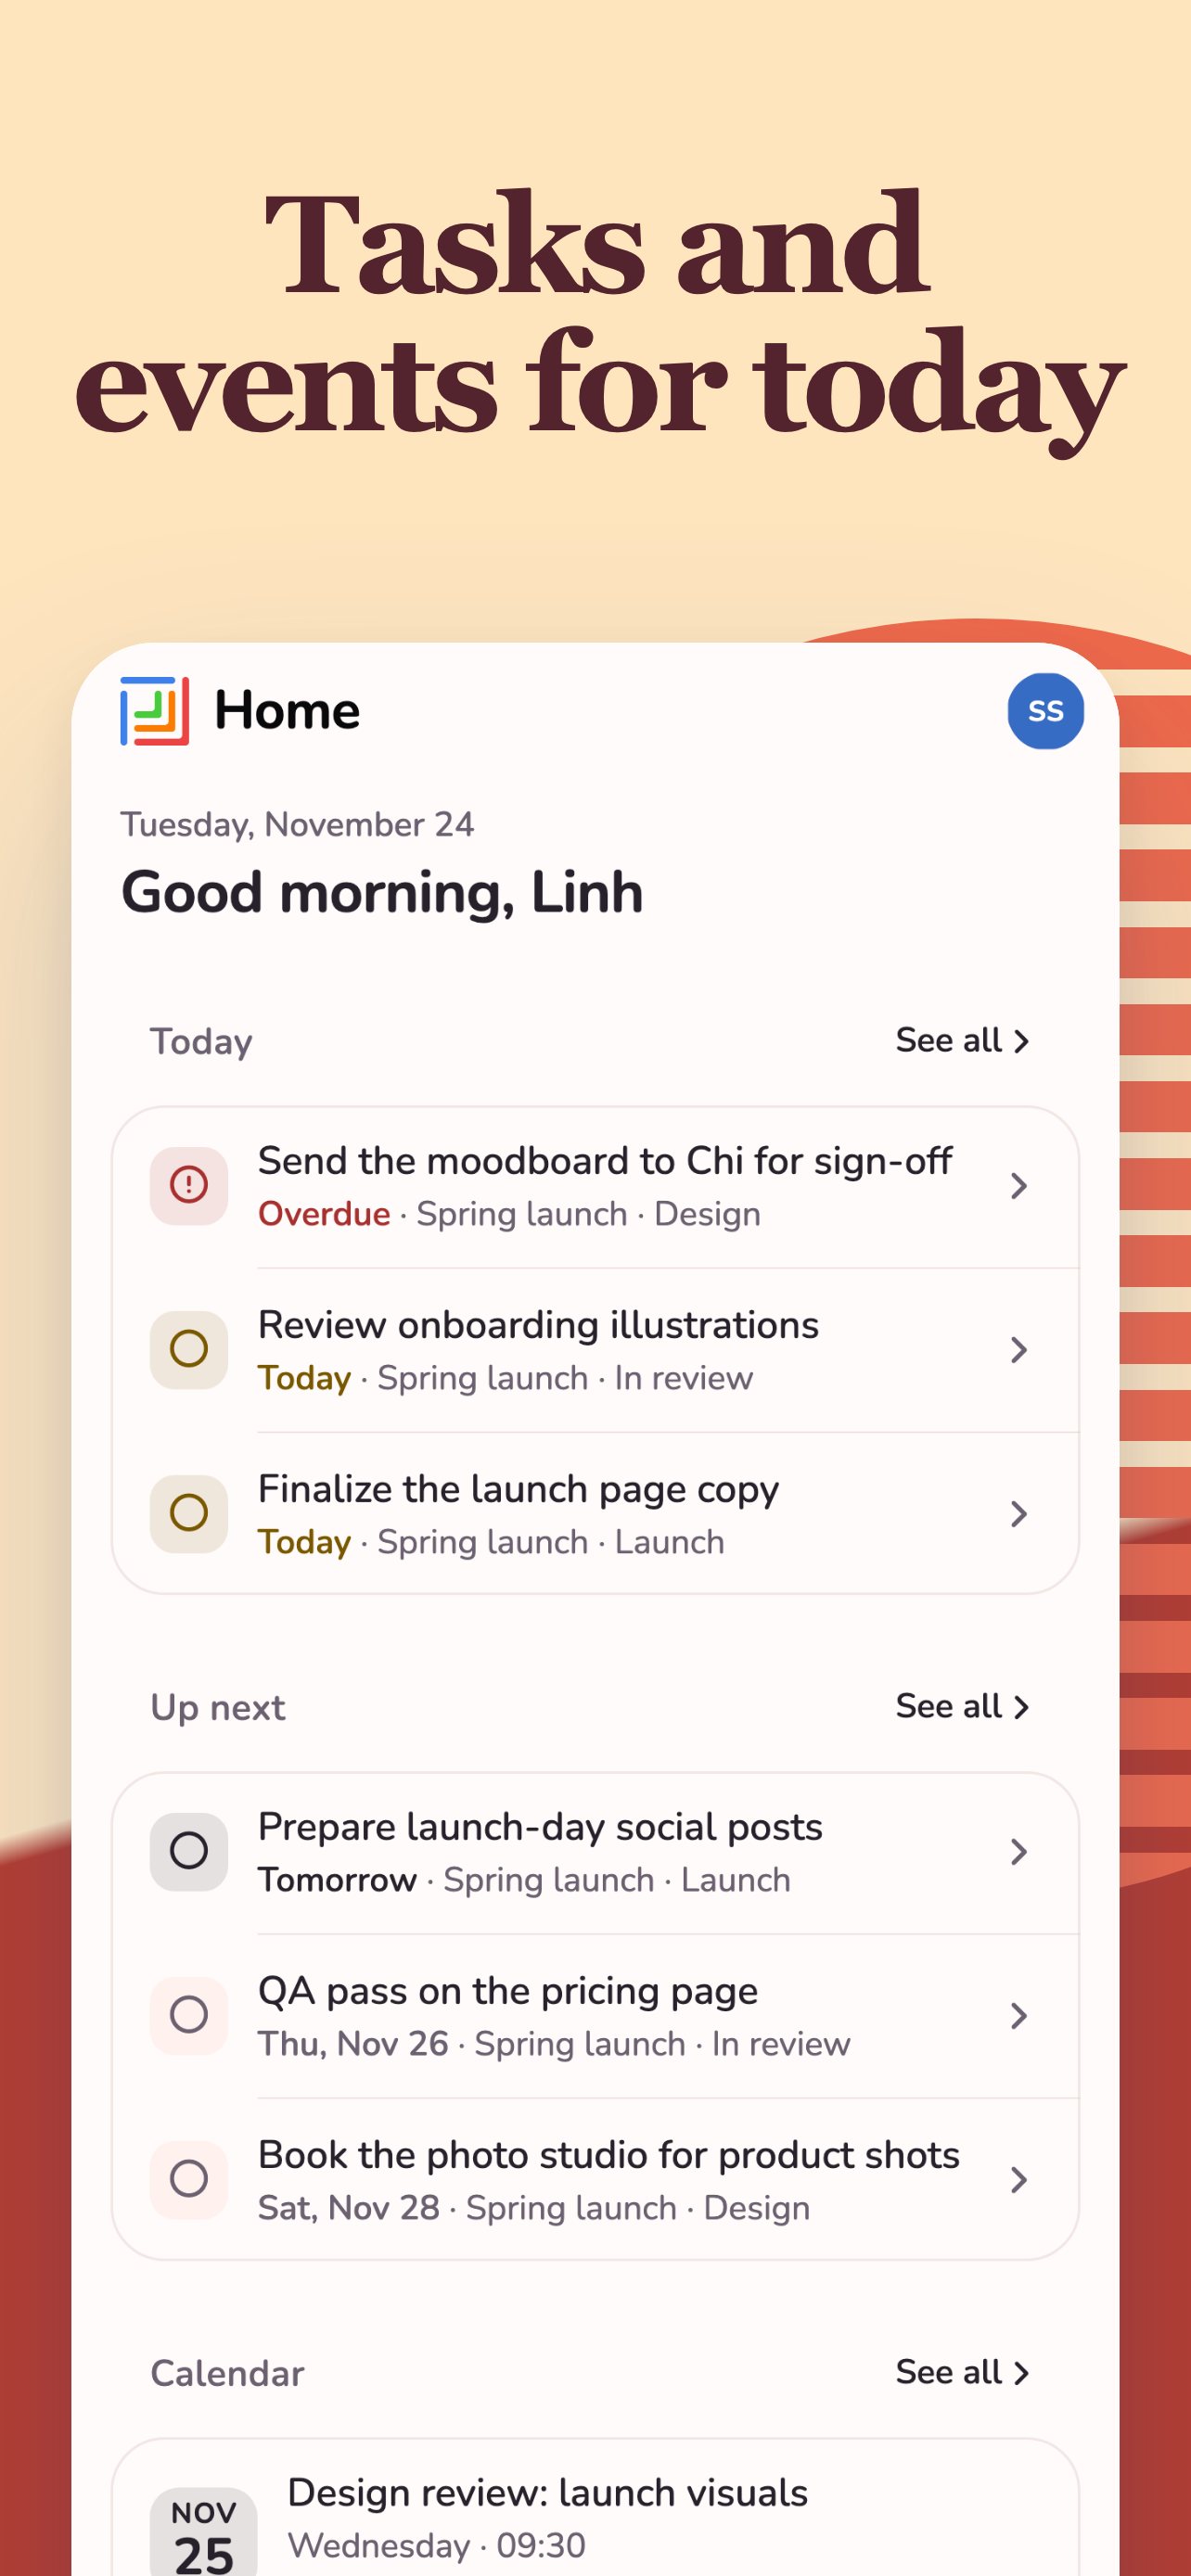 Tasks and
events for today
Home
SS
Tuesday, November 24
Good morning, Linh
Today
See all
Send the moodboard to Chi for sign-off
Overdue · Spring launch · Design
Review onboarding illustrations
Today · Spring launch · In review
Finalize the launch page copy
Today · Spring launch · Launch
Up next
See all
Prepare launch-day social posts
Tomorrow · Spring launch · Launch
QA pass on the pricing page
Thu, Nov 26 · Spring launch · In review
Book the photo studio for product shots
Sat, Nov 28 · Spring launch · Design
Calendar
See all
NOV
25
Design review: launch visuals
Wednesday · 09:30